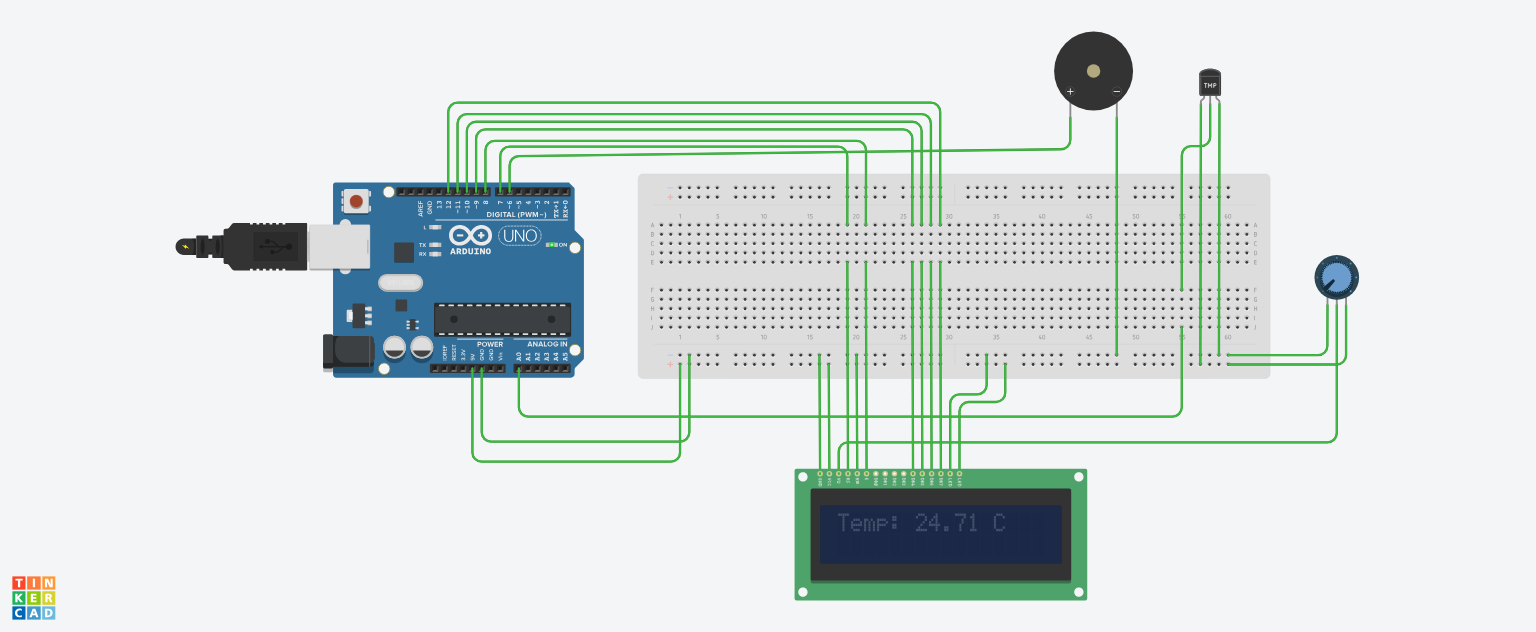 + −
TMP
AREF
GND
13
12
~11
~10
~9
8
7
~6
~5
4
~3
2
TX→1
RX←0
DIGITAL (PWM~)
L
TX
RX
UNO
ON
ARDUINO
− +
1 5 10 15 20 25 30 35 40 45 50 55 60
A A
B B
C C
D D
E E
F F
G G
H H
I I
J J
1 5 10 15 20 25 30 35 40 45 50 55 60
− +
POWER
ANALOG IN
IOREF
RESET
3.3V
5V
GND
GND
Vin
A0
A1
A2
A3
A4
A5
Temp: 24.71 C
TIN
KER
CAD